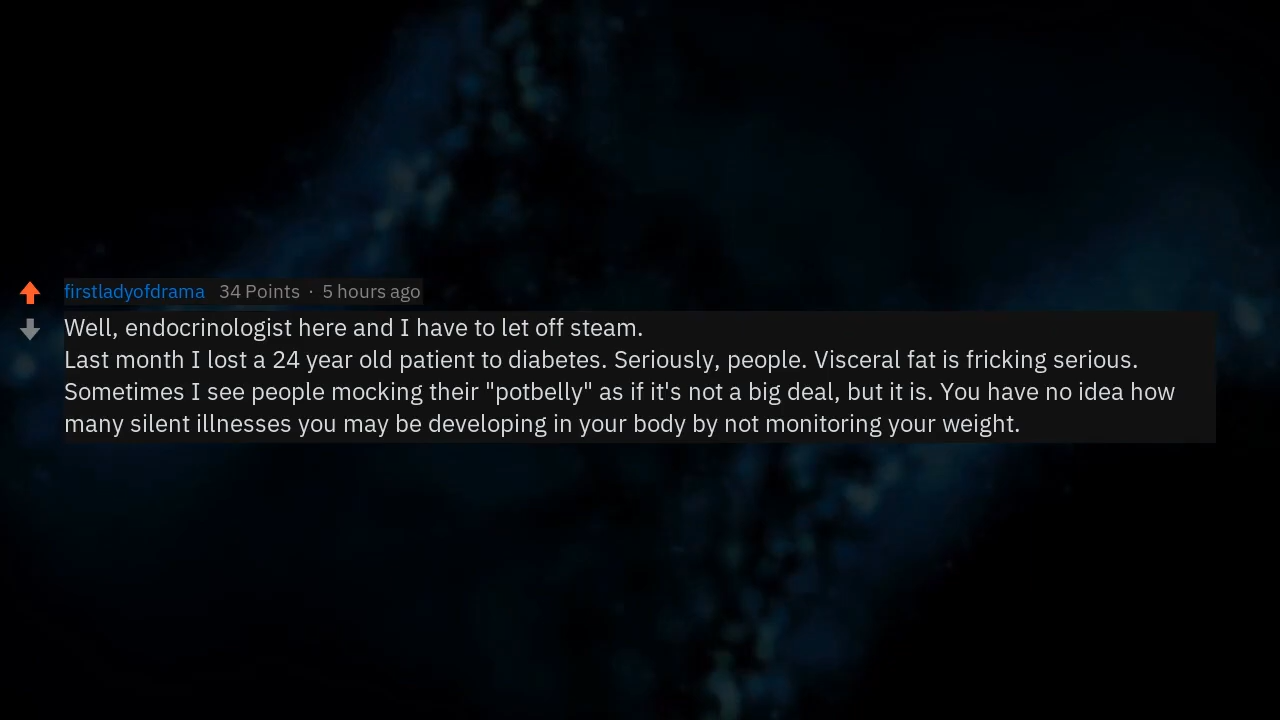 firstladyofdrama 34 Points · 5 hours ago
Well, endocrinologist here and I have to let off steam.
Last month I lost a 24 year old patient to diabetes. Seriously, people. Visceral fat is fricking serious.
Sometimes I see people mocking their "potbelly" as if it's not a big deal, but it is. You have no idea how
many silent illnesses you may be developing in your body by not monitoring your weight.